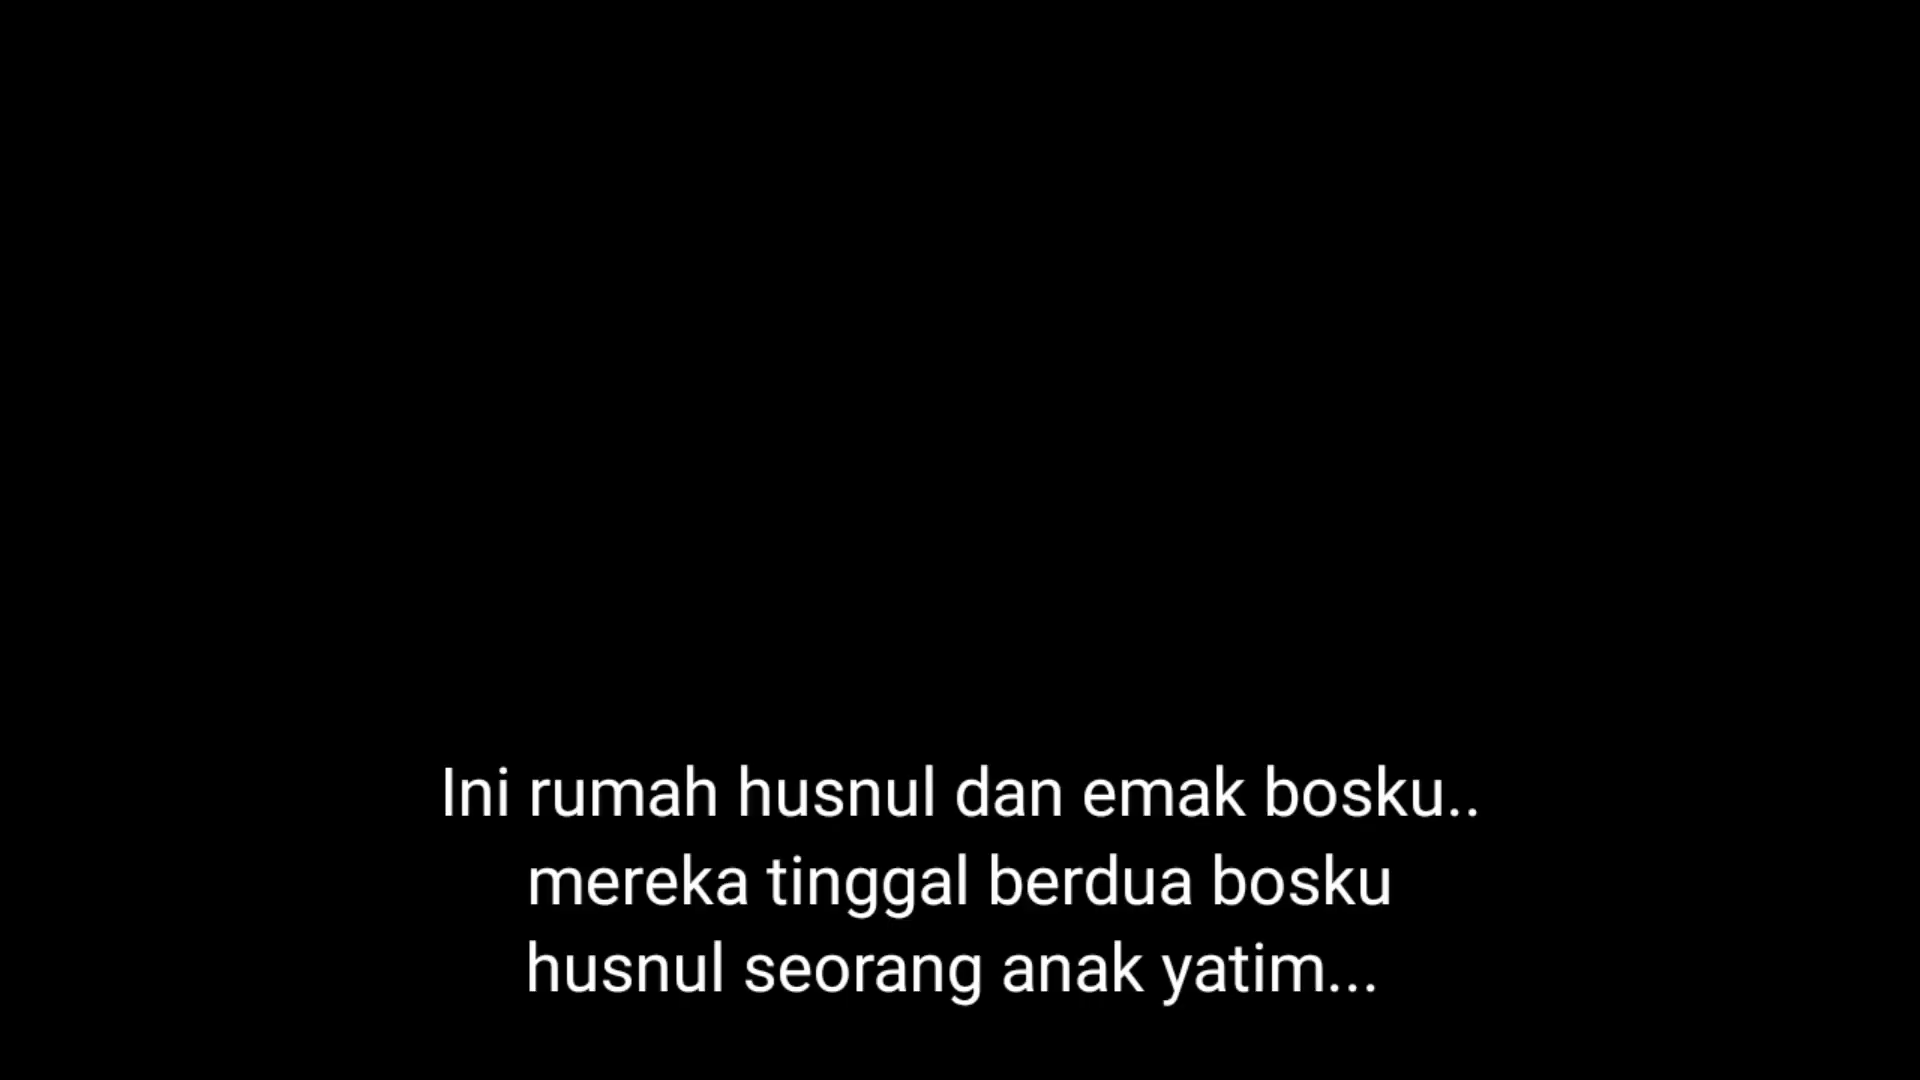 Ini rumah husnul dan emak bosku..
mereka tinggal berdua bosku
husnul seorang anak yatim...